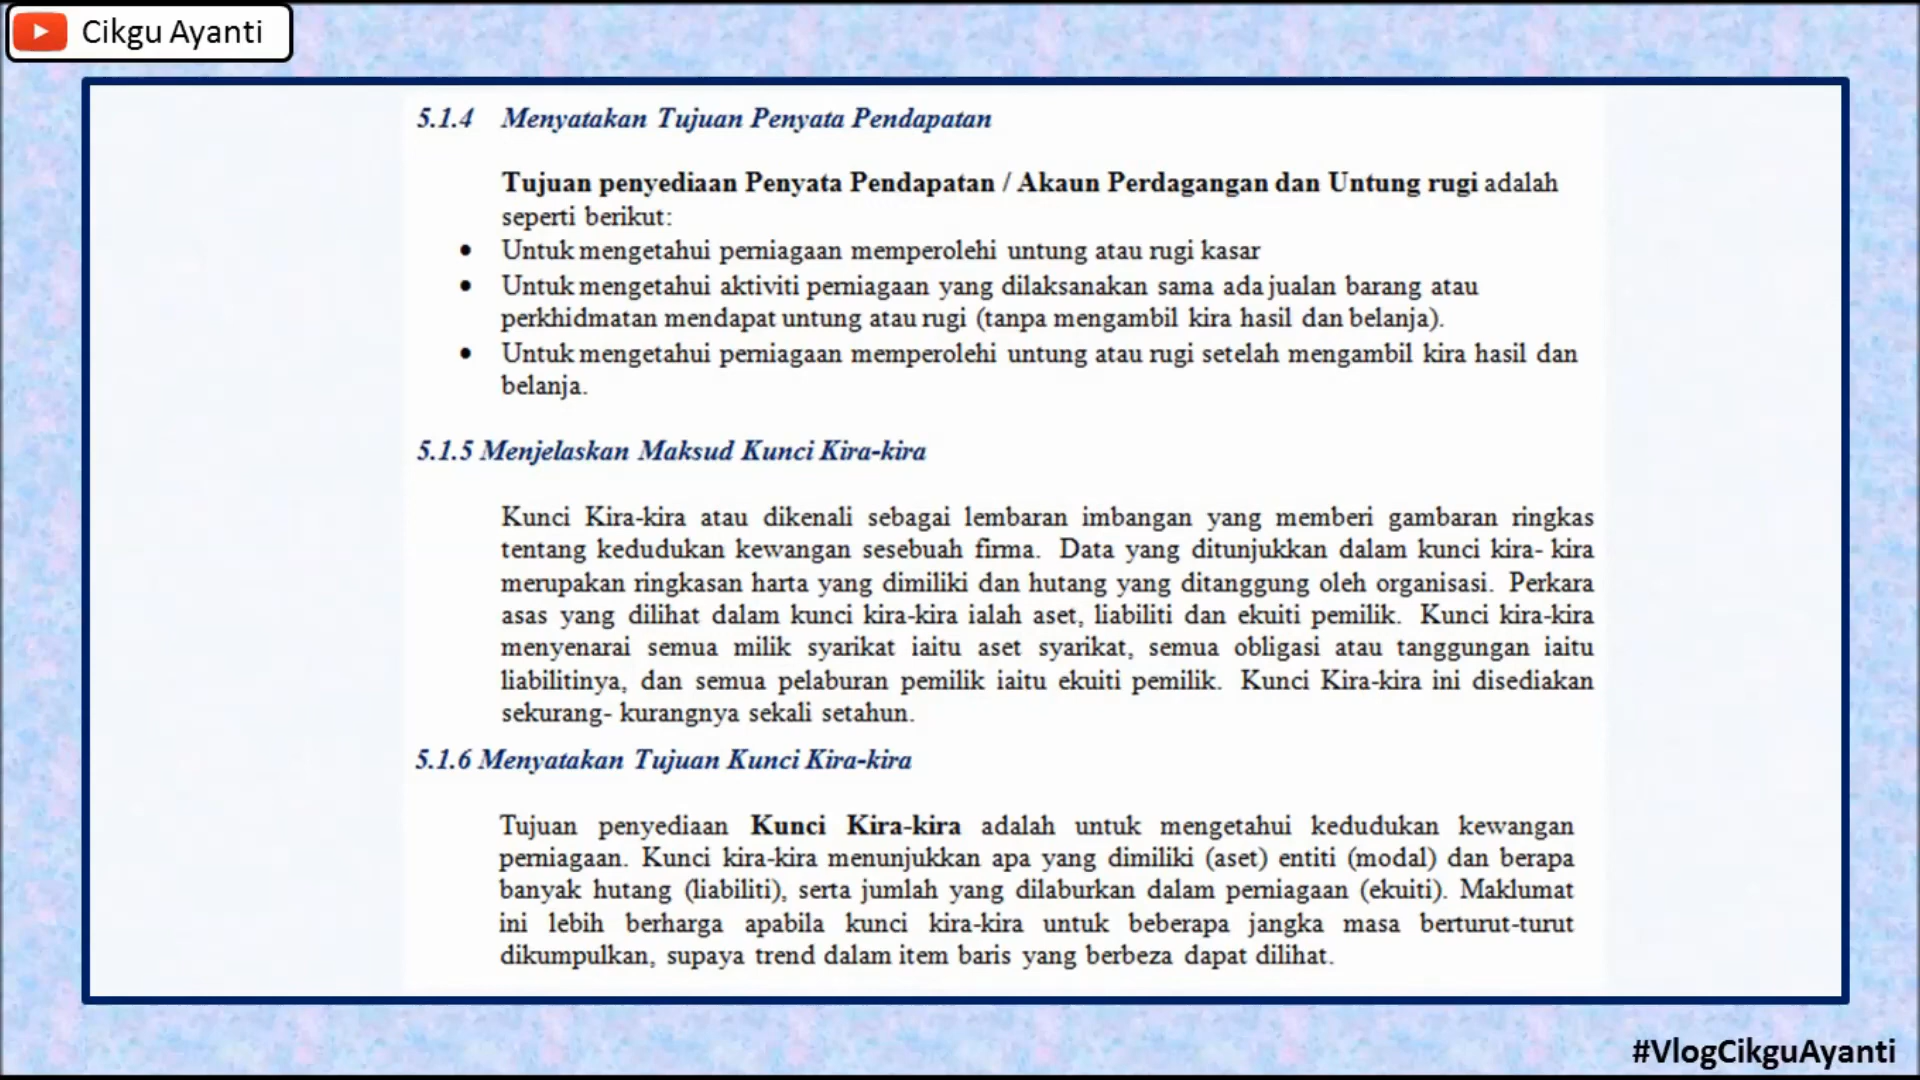 Cikgu Ayanti
5.1.4 Menyatakan Tujuan Penyata Pendapatan
Tujuan penyediaan Penyata Pendapatan / Akaun Perdagangan dan Untung rugi adalah
seperti berikut:
• Untuk mengetahui perniagaan memperolehi untung atau rugi kasar
• Untuk mengetahui aktiviti perniagaan yang dilaksanakan sama ada jualan barang atau
perkhidmatan mendapat untung atau rugi (tanpa mengambil kira hasil dan belanja).
• Untuk mengetahui perniagaan memperolehi untung atau rugi setelah mengambil kira hasil dan
belanja.
5.1.5 Menjelaskan Maksud Kunci Kira-kira
Kunci Kira-kira atau dikenali sebagai lembaran imbangan yang memberi gambaran ringkas
tentang kedudukan kewangan sesebuah firma. Data yang ditunjukkan dalam kunci kira- kira
merupakan ringkasan harta yang dimiliki dan hutang yang ditanggung oleh organisasi. Perkara
asas yang dilihat dalam kunci kira-kira ialah aset, liabiliti dan ekuiti pemilik. Kunci kira-kira
menyenarai semua milik syarikat iaitu aset syarikat, semua obligasi atau tanggungan iaitu
liabilitinya, dan semua pelaburan pemilik iaitu ekuiti pemilik. Kunci Kira-kira ini disediakan
sekurang- kurangnya sekali setahun.
5.1.6 Menyatakan Tujuan Kunci Kira-kira
Tujuan penyediaan Kunci Kira-kira adalah untuk mengetahui kedudukan kewangan
perniagaan. Kunci kira-kira menunjukkan apa yang dimiliki (aset) entiti (modal) dan berapa
banyak hutang (liabiliti), serta jumlah yang dilaburkan dalam perniagaan (ekuiti). Maklumat
ini lebih berharga apabila kunci kira-kira untuk beberapa jangka masa berturut-turut
dikumpulkan, supaya trend dalam item baris yang berbeza dapat dilihat.
#VlogCikguAyanti